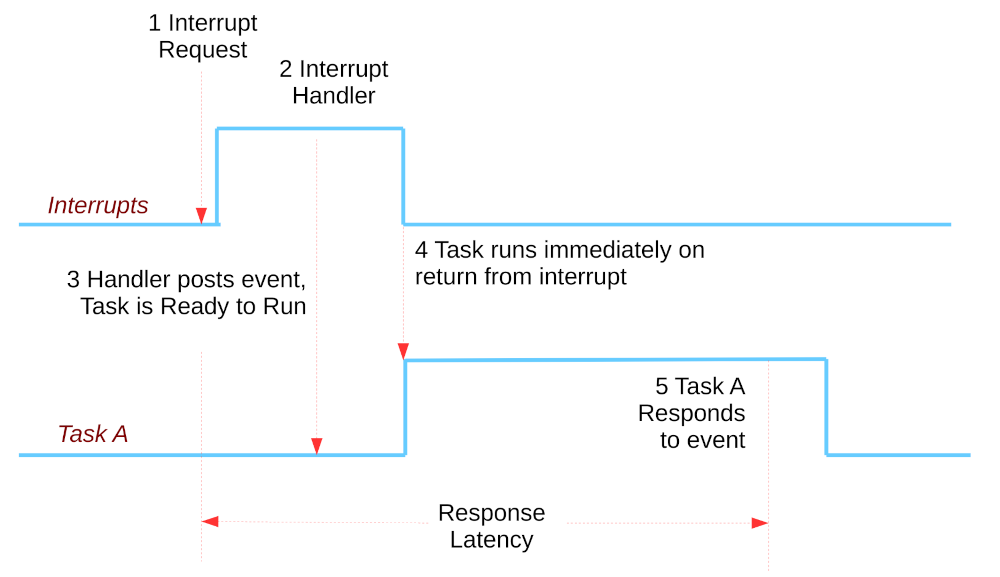 1 Interrupt
Request
2 Interrupt
Handler
Interrupts
4 Task runs immediately on
return from interrupt
3 Handler posts event,
Task is Ready to Run
5 Task A
Responds
to event
Task A
Response
Latency